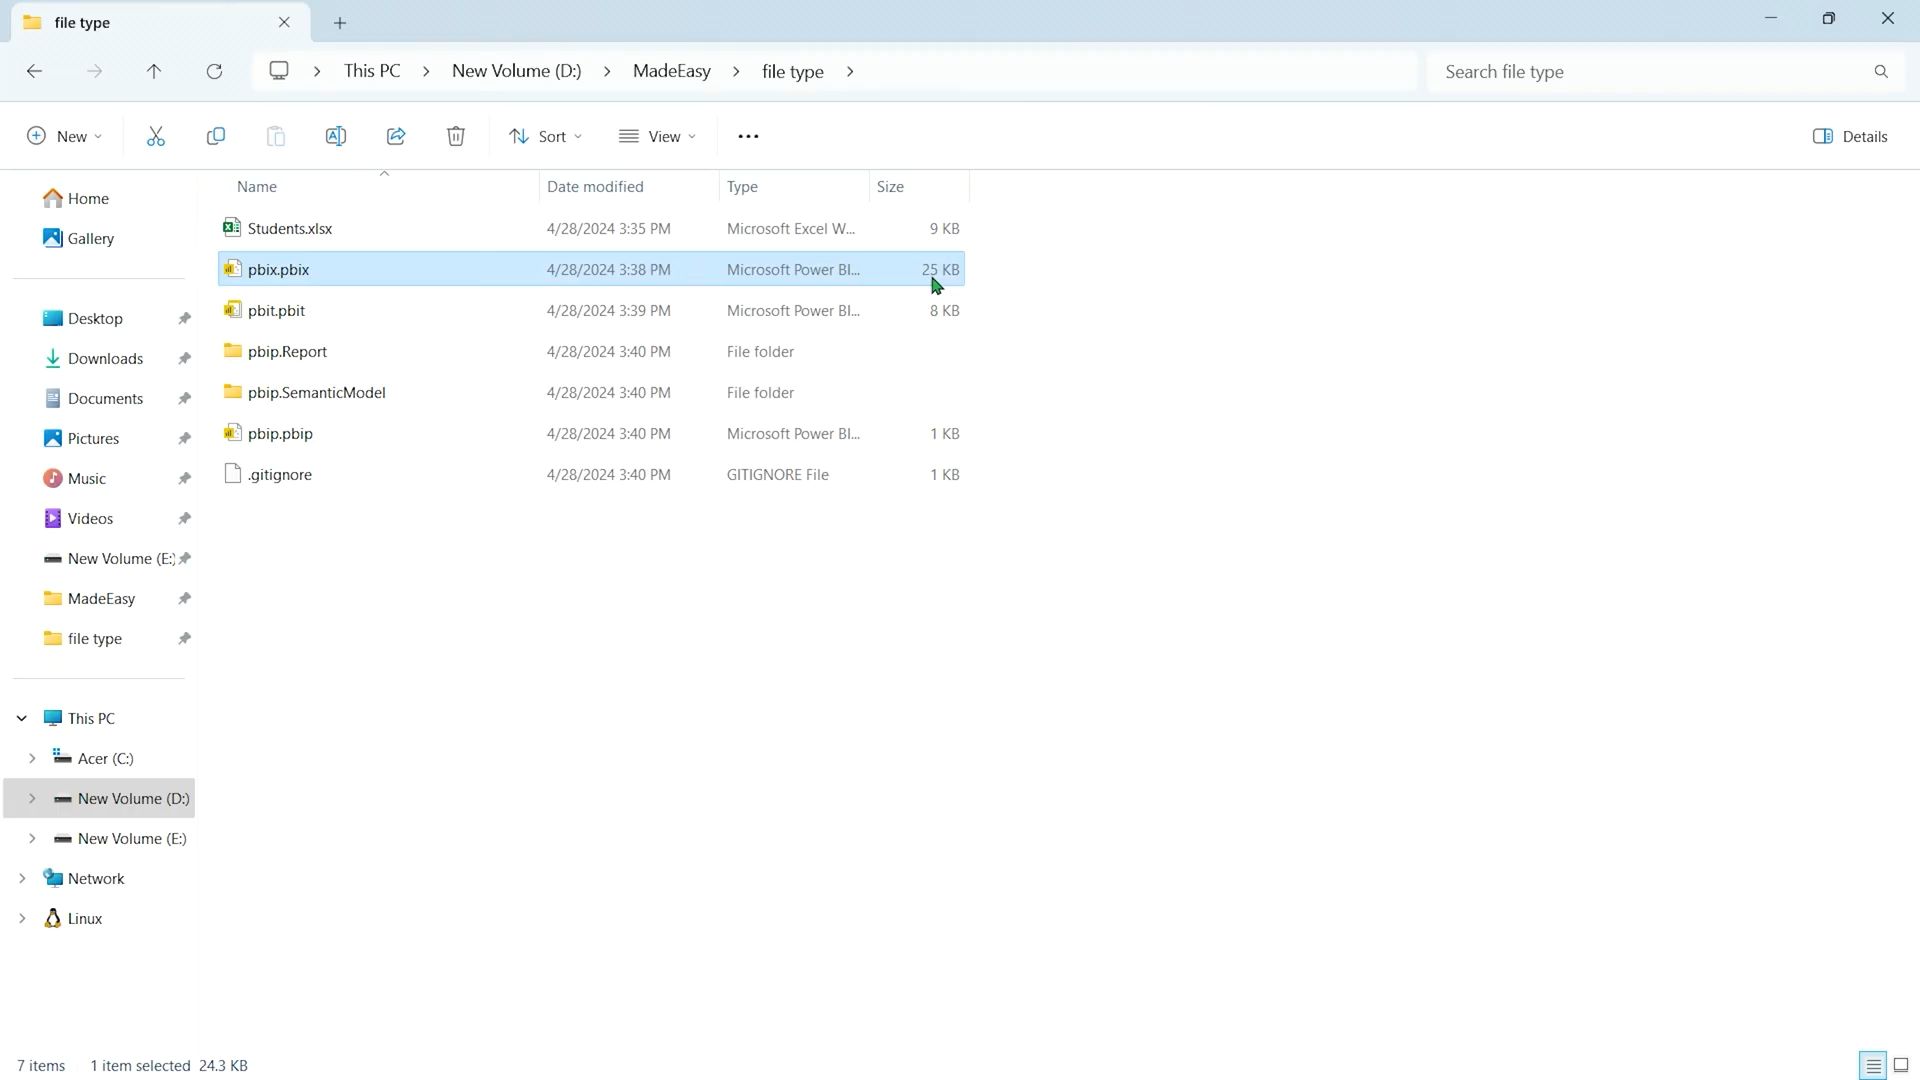 file type
This PC > New Volume (D:) > MadeEasy > file type >
Search file type
New
Sort
View
Details
Name Date modified Type Size
Students.xlsx 4/28/2024 3:35 PM Microsoft Excel W... 9 KB
pbix.pbix 4/28/2024 3:38 PM Microsoft Power BI... 25 KB
pbit.pbit 4/28/2024 3:39 PM Microsoft Power BI... 8 KB
pbip.Report 4/28/2024 3:40 PM File folder
pbip.SemanticModel 4/28/2024 3:40 PM File folder
pbip.pbip 4/28/2024 3:40 PM Microsoft Power BI... 1 KB
.gitignore 4/28/2024 3:40 PM GITIGNORE File 1 KB
Home
Gallery
Desktop
Downloads
Documents
Pictures
Music
Videos
New Volume (E:)
MadeEasy
file type
This PC
Acer (C:)
New Volume (D:)
New Volume (E:)
Network
Linux
7 items 1 item selected 24.3 KB